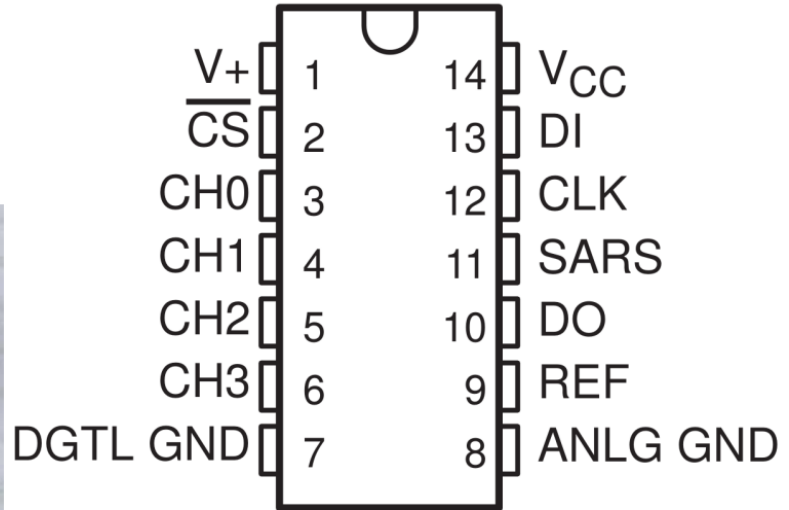 V+ 1 14 VCC
CS 2 13 DI
CH0 3 12 CLK
CH1 4 11 SARS
CH2 5 10 DO
CH3 6 9 REF
DGTL GND 7 8 ANLG GND